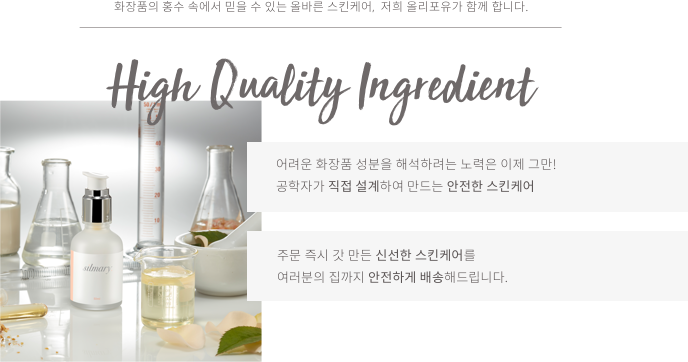 화장품의 홍수 속에서 믿을 수 있는 올바른 스킨케어, 저희 올리포유가 함께 합니다.
High Quality Ingredient
어려운 화장품 성분을 해석하려는 노력은 이제 그만!
공학자가 직접 설계하여 만드는 안전한 스킨케어
주문 즉시 갓 만든 신선한 스킨케어를
여러분의 집까지 안전하게 배송해드립니다.